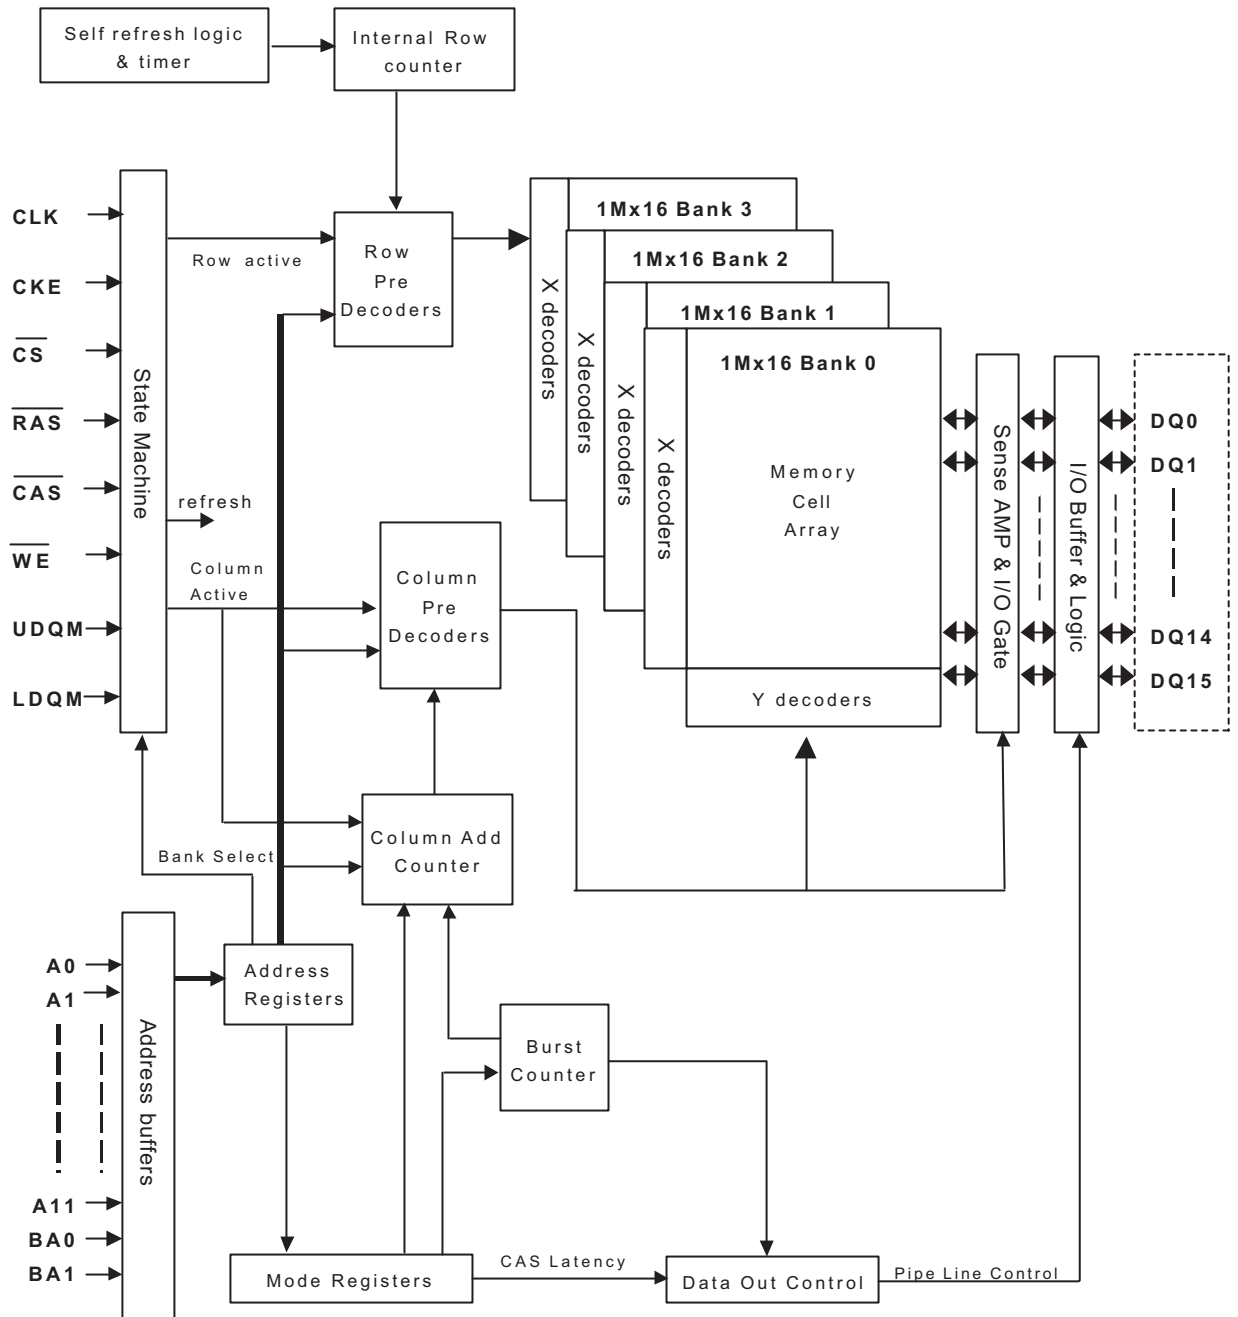 Self refresh logic
& timer
Internal Row
counter
CLK
CKE
CS
RAS
CAS
WE
UDQM
LDQM
State Machine
Row active
refresh
Column
Active
Bank Select
Row
Pre
Decoders
Column
Pre
Decoders
Column Add
Counter
1Mx16 Bank 3
1Mx16 Bank 2
1Mx16 Bank 1
1Mx16 Bank 0
X decoders
X decoders
X decoders
X decoders
Memory
Cell
Array
Y decoders
Sense AMP & I/O Gate
I/O Buffer & Logic
DQ0
DQ1
DQ14
DQ15
A0
A1
A11
BA0
BA1
Address buffers
Address
Registers
Burst
Counter
Mode Registers
CAS Latency
Data Out Control
Pipe Line Control